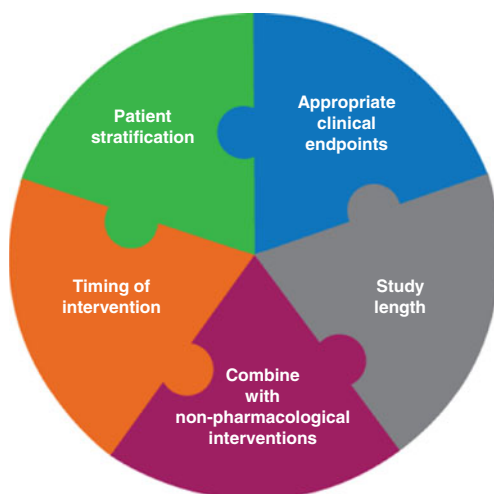 Patient
stratification
Appropriate
clinical
endpoints
Timing of
intervention
Study
length
Combine
with
non-pharmacological
interventions